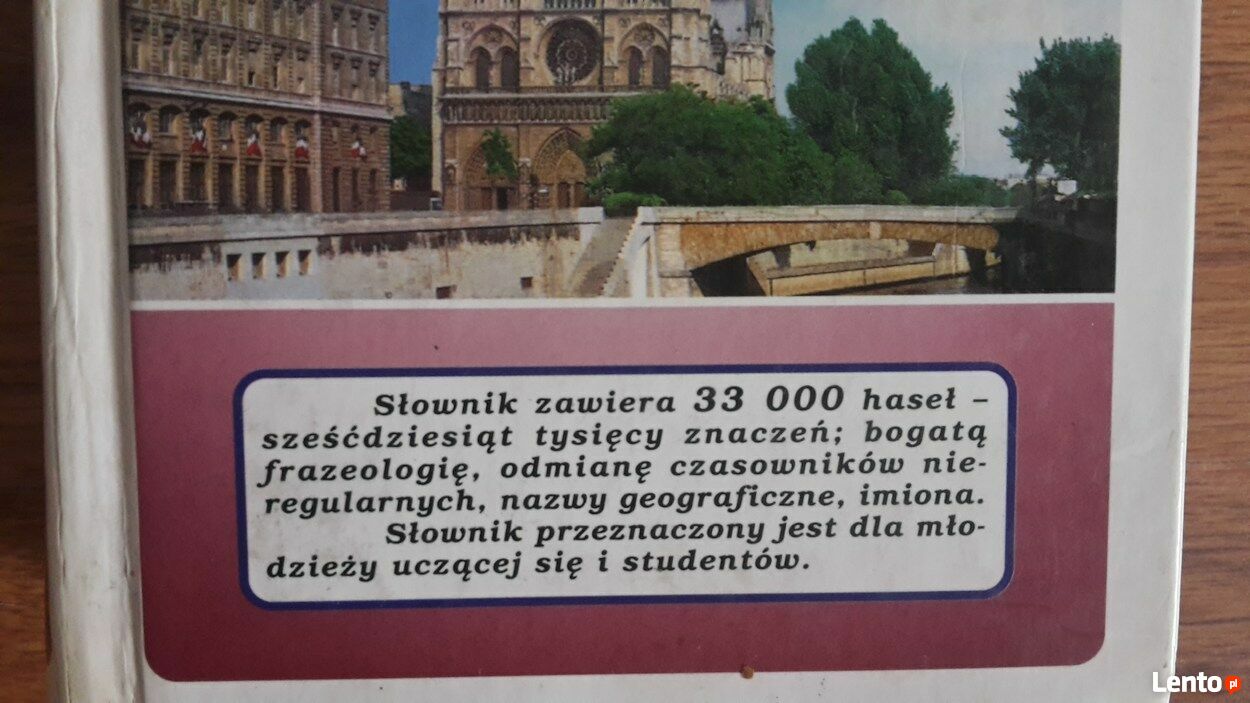 Słownik zawiera 33 000 haseł –
sześćdziesiąt tysięcy znaczeń; bogatą
frazeologię, odmianę czasowników nie-
regularnych, nazwy geograficzne, imiona.
Słownik przeznaczony jest dla mło-
dzieży uczącej się i studentów.
Lento pl